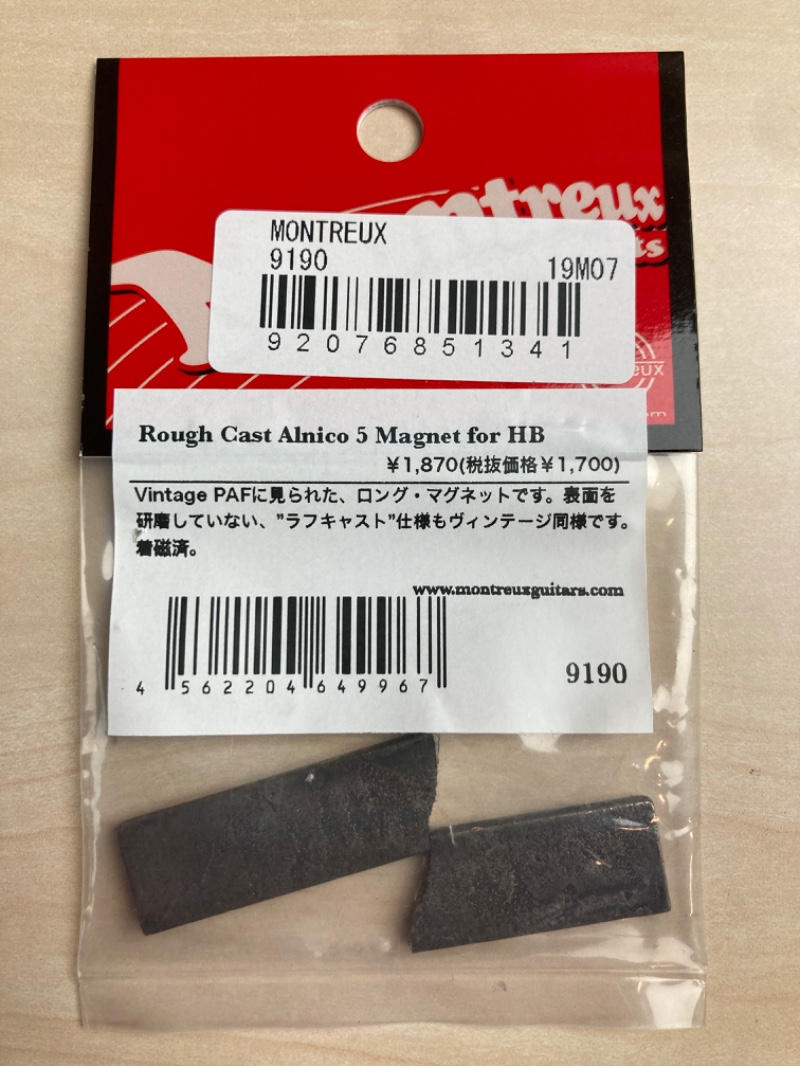 ntreux
ts
MONTREUX
9190 19M07
92076851341
eux
om
Rough Cast Alnico 5 Magnet for HB
¥1,870(税抜価格¥1,700)
Vintage PAFに見られた、ロング・マグネットです。表面を
研磨していない、"ラフキャスト"仕様もヴィンテージ同様です。
着磁済。
www.montreuxguitars.com
4 562204 649967
9190